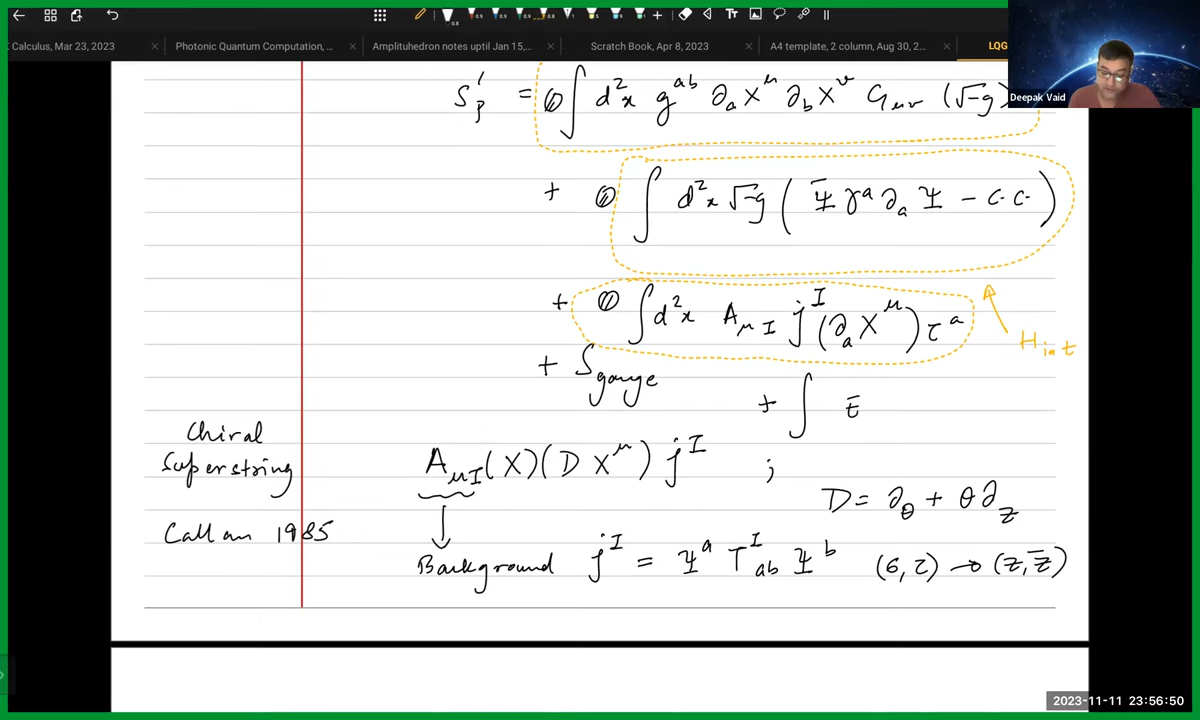 Calculus, Mar 23, 2023
Photonic Quantum Computation, ...
Amplituhedron notes uptil Jan 15,...
Scratch Book, Apr 8, 2023
A4 template, 2 column, Aug 30, 2...
LQG
Deepak Vaid
S'_P = ∫ d²x g^{ab} ∂_a X^μ ∂_b X^ν G_{μν} (√-g)
+ ∫ d²x √-g ( Ψ̄ γ^a ∂_a Ψ - c.c. )
+ ∫ d²x A_{μI} j^I (∂_a X^μ) τ^a
H_int
+ S_gauge
+ ∫ E
Chiral
Superstring
A_{μI}(X)(D X^μ) j^I ;
D = ∂_θ + θ ∂_z
Callan 1985
Background
j^I = Ψ^a T^I_{ab} Ψ^b
(σ, τ) → (z, z̄)
2023-11-11 23:56:50